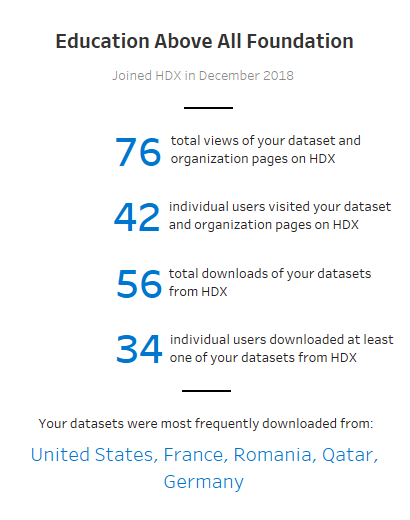 Education Above All Foundation
Joined HDX in December 2018
76
total views of your dataset and
organization pages on HDX
42
individual users visited your dataset
and organization pages on HDX
56
total downloads of your datasets
from HDX
34
individual users downloaded at least
one of your datasets from HDX
Your datasets were most frequently downloaded from:
United States, France, Romania, Qatar,
Germany